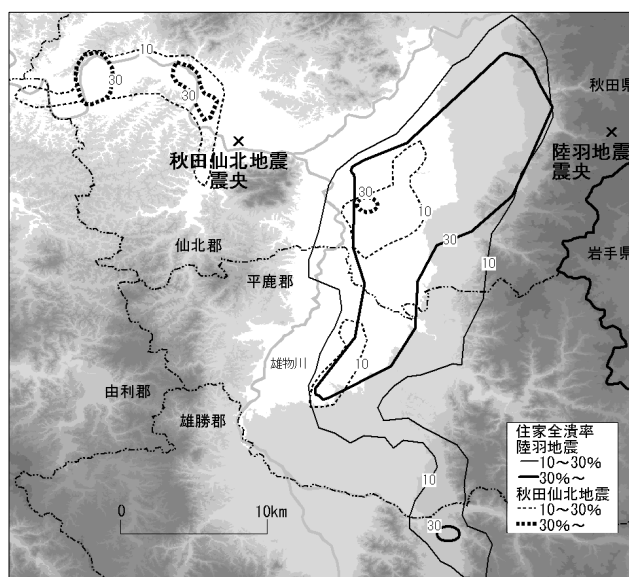 10
30
30
秋田県
秋田仙北地震
震央
陸羽地震
震央
30
10
仙北郡
30
10
岩手県
平鹿郡
雄物川
10
由利郡
雄勝郡
住家全潰率
陸羽地震
10～30%
30%～
秋田仙北地震
10～30%
30%～
10
30
0
10km